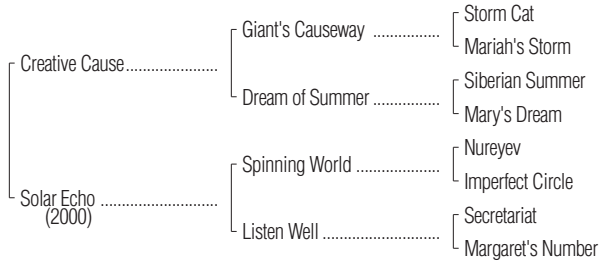 Storm Cat
Giant's Causeway ................
Mariah's Storm
Creative Cause......................
Siberian Summer
Dream of Summer ................
Mary's Dream
Nureyev
Spinning World ....................
Imperfect Circle
Solar Echo ............................
(2000)
Secretariat
Listen Well ............................
Margaret's Number